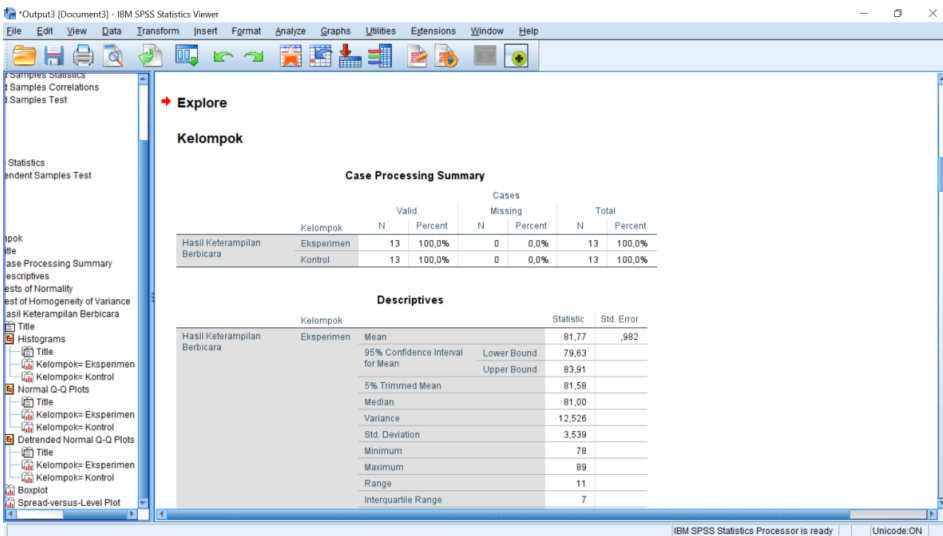 *Output3 [Document3] - IBM SPSS Statistics Viewer
File Edit View Data Transform Insert Format Analyze Graphs Utilities Extensions Window Help
d Samples Statistics
d Samples Correlations
d Samples Test
Statistics
endent Samples Test
mpok
itle
ase Processing Summary
escriptives
ests of Normality
est of Homogeneity of Variance
asil Keterampilan Berbicara
Title
Histograms
Title
Kelompok= Eksperimen
Kelompok= Kontrol
Normal Q-Q Plots
Title
Kelompok= Eksperimen
Kelompok= Kontrol
Detrended Normal Q-Q Plots
Title
Kelompok= Eksperimen
Kelompok= Kontrol
Boxplot
Spread-versus-Level Plot
Explore
Kelompok
Case Processing Summary
Cases
Valid Missing Total
Kelompok N Percent N Percent N Percent
Hasil Keterampilan Berbicara Eksperimen 13 100,0% 0 0,0% 13 100,0%
Kontrol 13 100,0% 0 0,0% 13 100,0%
Descriptives
Kelompok Statistic Std. Error
Hasil Keterampilan Berbicara Eksperimen Mean 81,77 ,982
95% Confidence Interval for Mean Lower Bound 79,63
Upper Bound 83,91
5% Trimmed Mean 81,58
Median 81,00
Variance 12,526
Std. Deviation 3,539
Minimum 78
Maximum 89
Range 11
Interquartile Range 7
IBM SPSS Statistics Processor is ready Unicode:ON